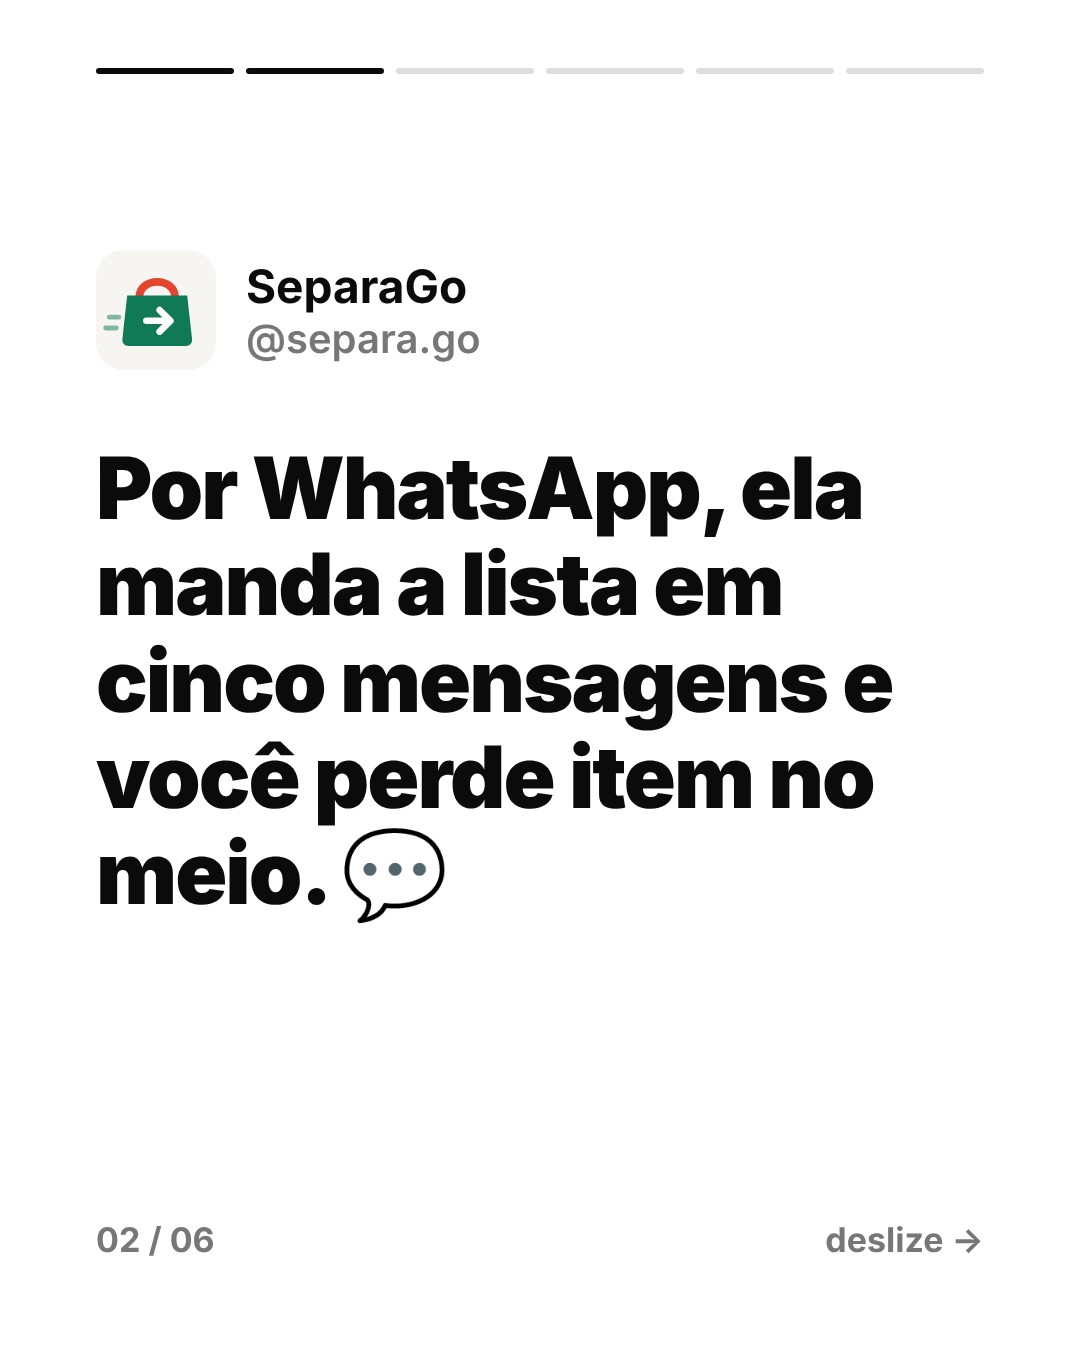 SeparaGo
@separa.go
Por WhatsApp, ela
manda a lista em
cinco mensagens e
você perde item no
meio. 💬
02 / 06
deslize →